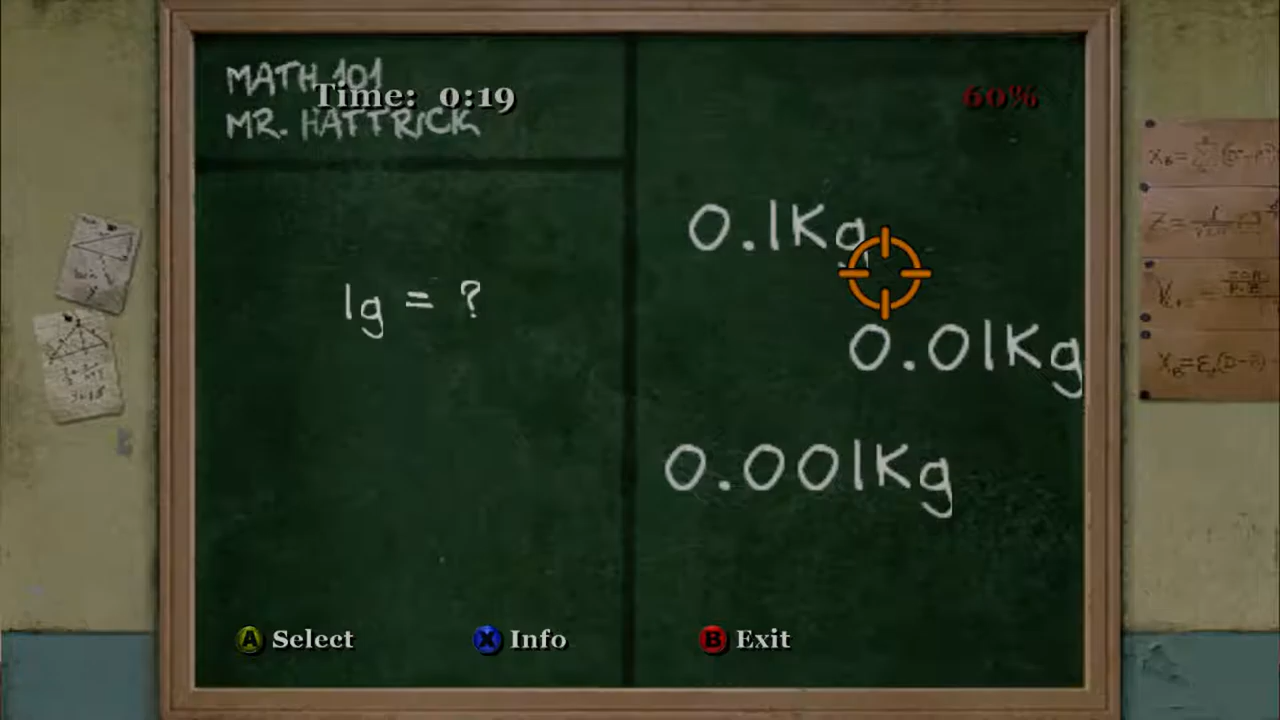 MATH 101
Time: 0:19
60%
MR. HATTRICK
1g = ?
0.1Kg
0.01Kg
0.001Kg
A Select
X Info
B Exit